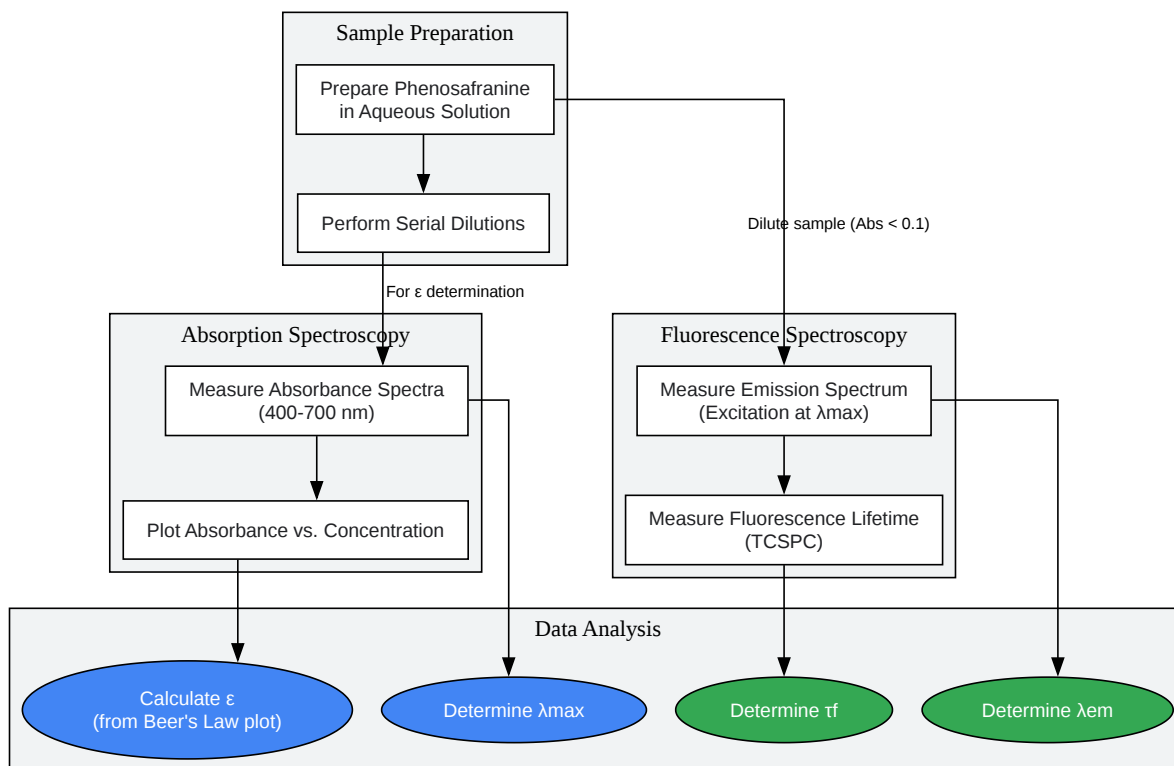 Sample Preparation
Prepare Phenosafranine
in Aqueous Solution
Perform Serial Dilutions
Dilute sample (Abs < 0.1)
For ε determination
Absorption Spectroscopy
Measure Absorbance Spectra
(400-700 nm)
Plot Absorbance vs. Concentration
Fluorescence Spectroscopy
Measure Emission Spectrum
(Excitation at λmax)
Measure Fluorescence Lifetime
(TCSPC)
Data Analysis
Calculate ε
(from Beer's Law plot)
Determine λmax
Determine τf
Determine λem